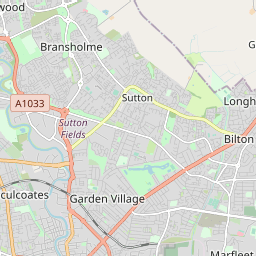 wood
Bransholme
G
Sutton
Longh
A1033
Sutton
Fields
Bilton
culcoates
Garden Village
Marfleet